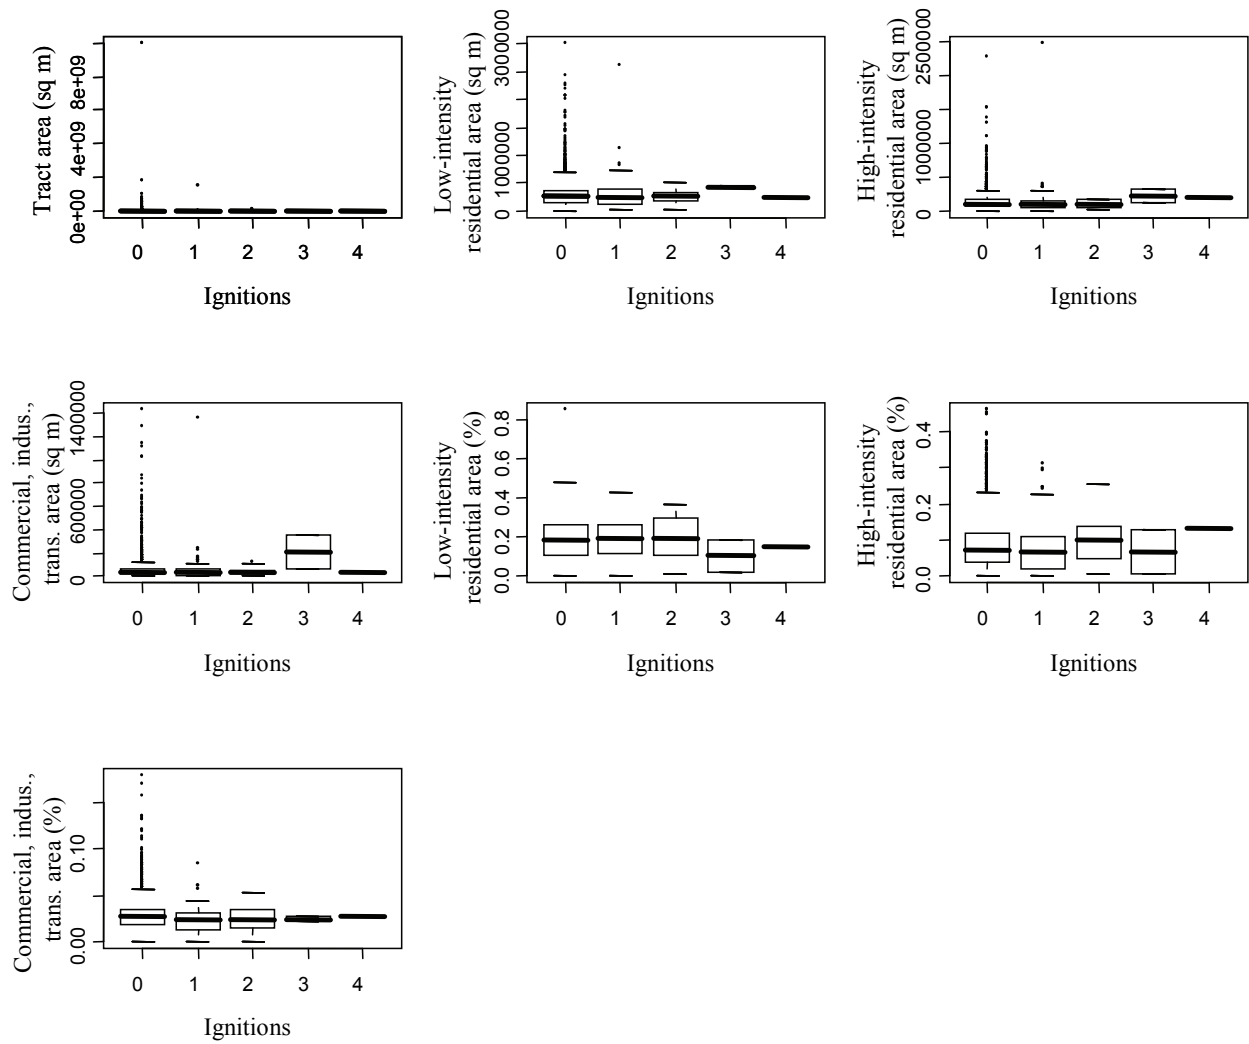 Tract area (sq m)
0e+00 4e+09 8e+09
0 1 2 3 4
Ignitions
Low-intensity
residential area (sq m)
0 1000000 3000000
0 1 2 3 4
Ignitions
High-intensity
residential area (sq m)
0 1000000 2500000
0 1 2 3 4
Ignitions
Commercial, indus.,
trans. area (sq m)
0 600000 1400000
0 1 2 3 4
Ignitions
Low-intensity
residential area (%)
0.0 0.2 0.4 0.6 0.8
0 1 2 3 4
Ignitions
High-intensity
residential area (%)
0.0 0.2 0.4
0 1 2 3 4
Ignitions
Commercial, indus.,
trans. area (%)
0.00 0.10
0 1 2 3 4
Ignitions